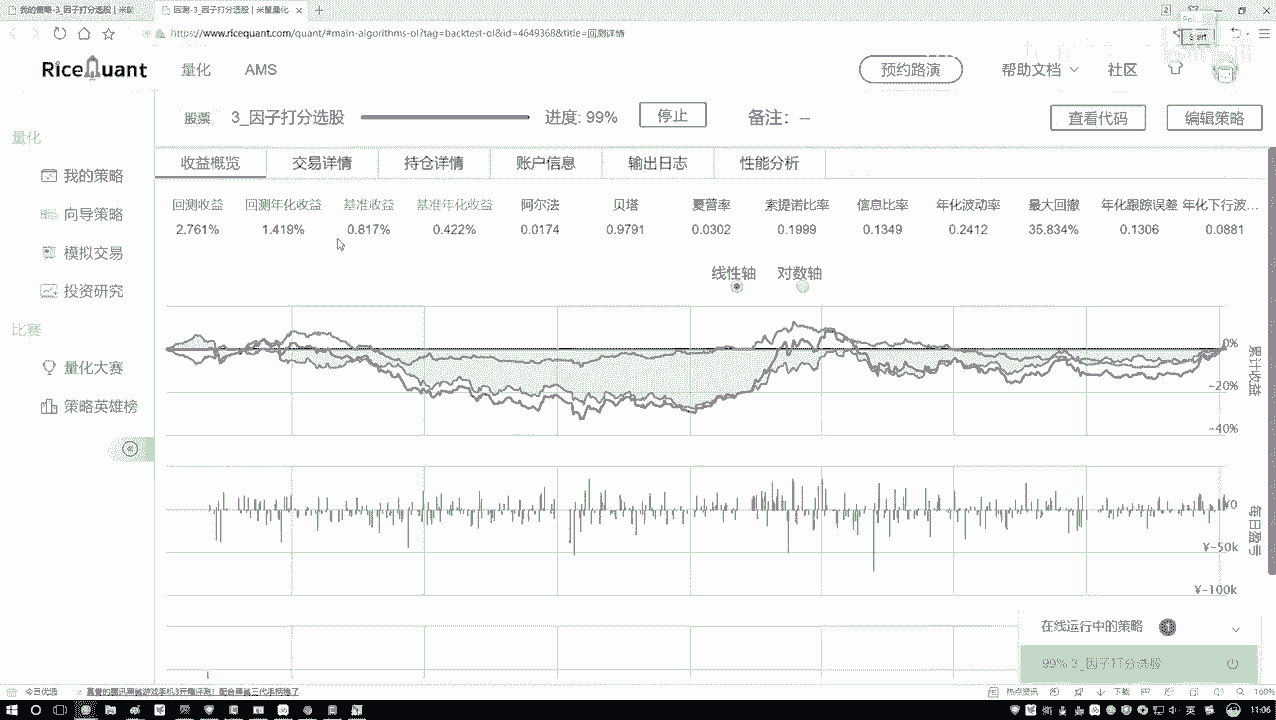 我的策略-3_因子打分选股 | 米筐
回测-3_因子打分选股 | 米筐量化
https://www.ricequant.com/quant/#main-algorithms-ol?tag=backtest-ol&id=4649368&title=回测详情
RiceQuant 量化 AMS 预约路演 帮助文档 社区
股票 3_因子打分选股 进度: 99% 停止 备注: — 查看代码 编辑策略
量化
我的策略
向导策略
模拟交易
投资研究
比赛
量化大赛
策略英雄榜
收益概览 交易详情 持仓详情 账户信息 输出日志 性能分析
回测收益 回测年化收益 基准收益 基准年化收益 阿尔法 贝塔 夏普率 索提诺比率 信息比率 年化波动率 最大回撤 年化跟踪误差 年化下行波...
2.761% 1.419% 0.817% 0.422% 0.0174 0.9791 0.0302 0.1999 0.1349 0.2412 35.834% 0.1306 0.0881
线性轴 对数轴
0%
-20%
-40%
累计收益
¥0
¥-50k
¥-100k
每日盈亏
在线运行中的策略
99% 3_因子打分选股
今日优选
热点资讯 下载 160%
英 11:06